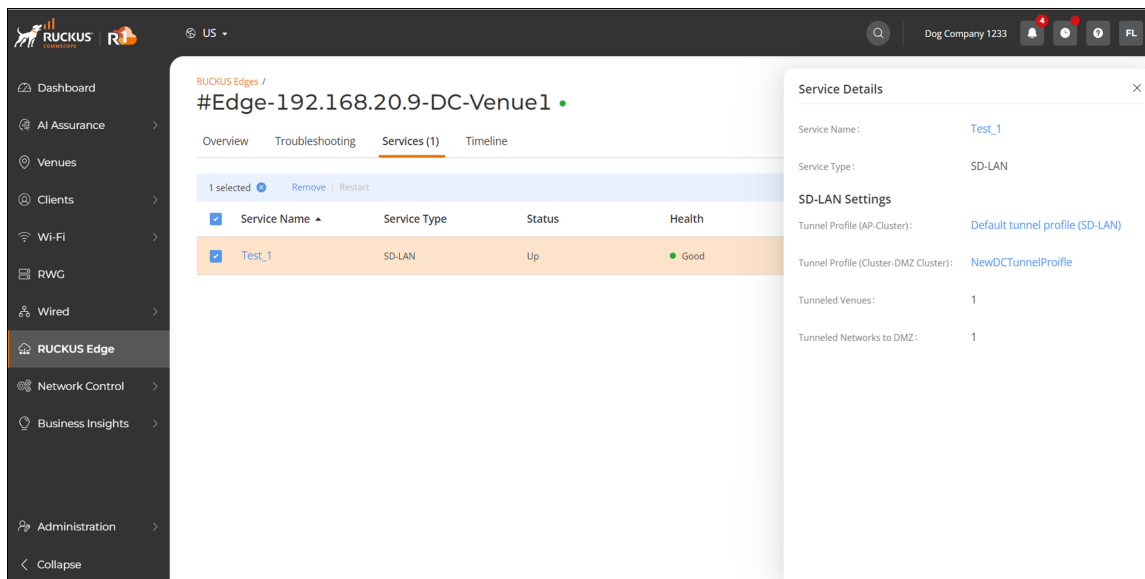 RUCKUS® R1 US Dog Company 1233 4 FL
COMMSCOPE
Dashboard
AI Assurance
Venues
Clients
Wi-Fi
RWG
Wired
RUCKUS Edge
Network Control
Business Insights
Administration
Collapse
RUCKUS Edges /
#Edge-192.168.20.9-DC-Venue1
Overview Troubleshooting Services (1) Timeline
1 selected Remove | Restart
Service Name Service Type Status Health
Test_1 SD-LAN Up Good
Service Details
Service Name: Test_1
Service Type: SD-LAN
SD-LAN Settings
Tunnel Profile (AP-Cluster): Default tunnel profile (SD-LAN)
Tunnel Profile (Cluster-DMZ Cluster): NewDCTunnelProifle
Tunneled Venues: 1
Tunneled Networks to DMZ: 1